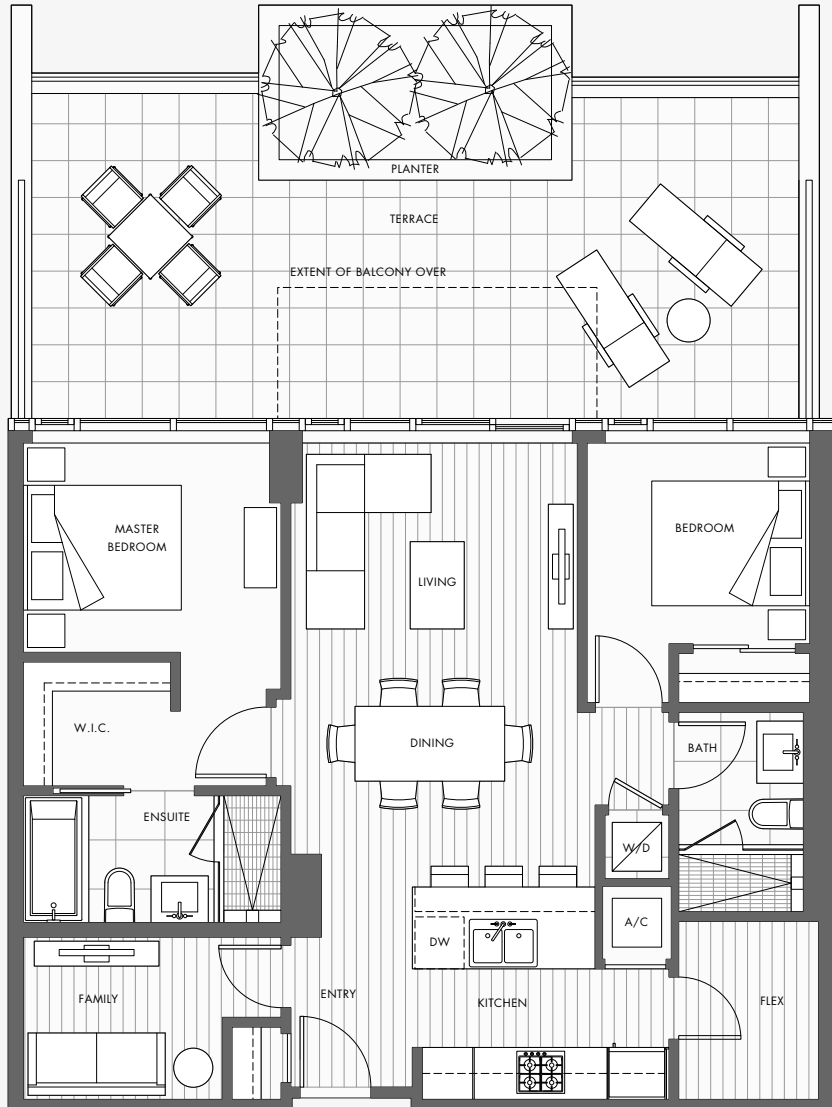 PLANTER
TERRACE
EXTENT OF BALCONY OVER
MASTER
BEDROOM
BEDROOM
LIVING
W.I.C.
DINING
BATH
ENSUITE
W/D
A/C
DW
ENTRY
FAMILY
KITCHEN
FLEX